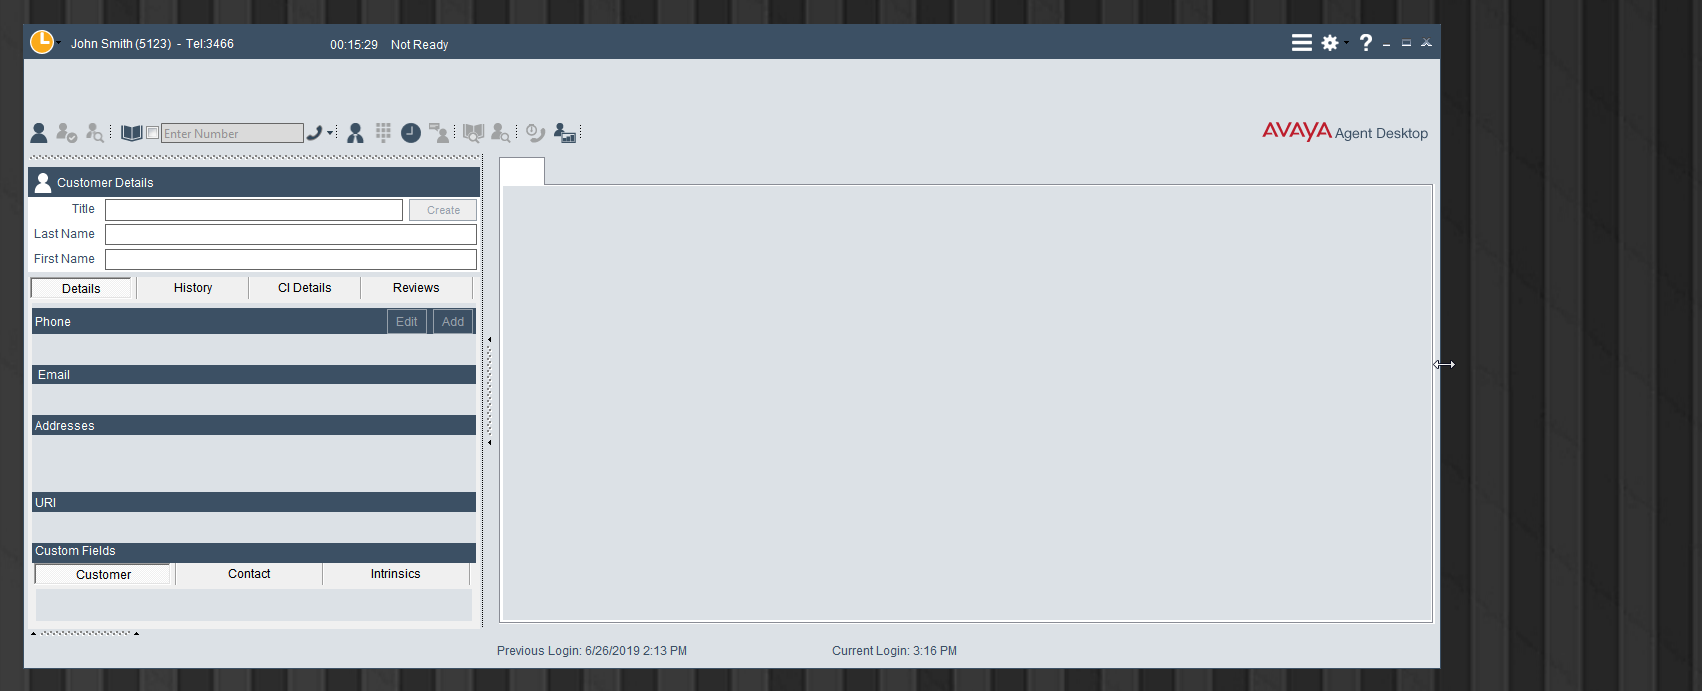 John Smith (5123) - Tel:3466 00:15:29 Not Ready
Enter Number
AVAYA Agent Desktop
Customer Details
Title Create
Last Name
First Name
Details History CI Details Reviews
Phone Edit Add
Email
Addresses
URI
Custom Fields
Customer Contact Intrinsics
Previous Login: 6/26/2019 2:13 PM Current Login: 3:16 PM